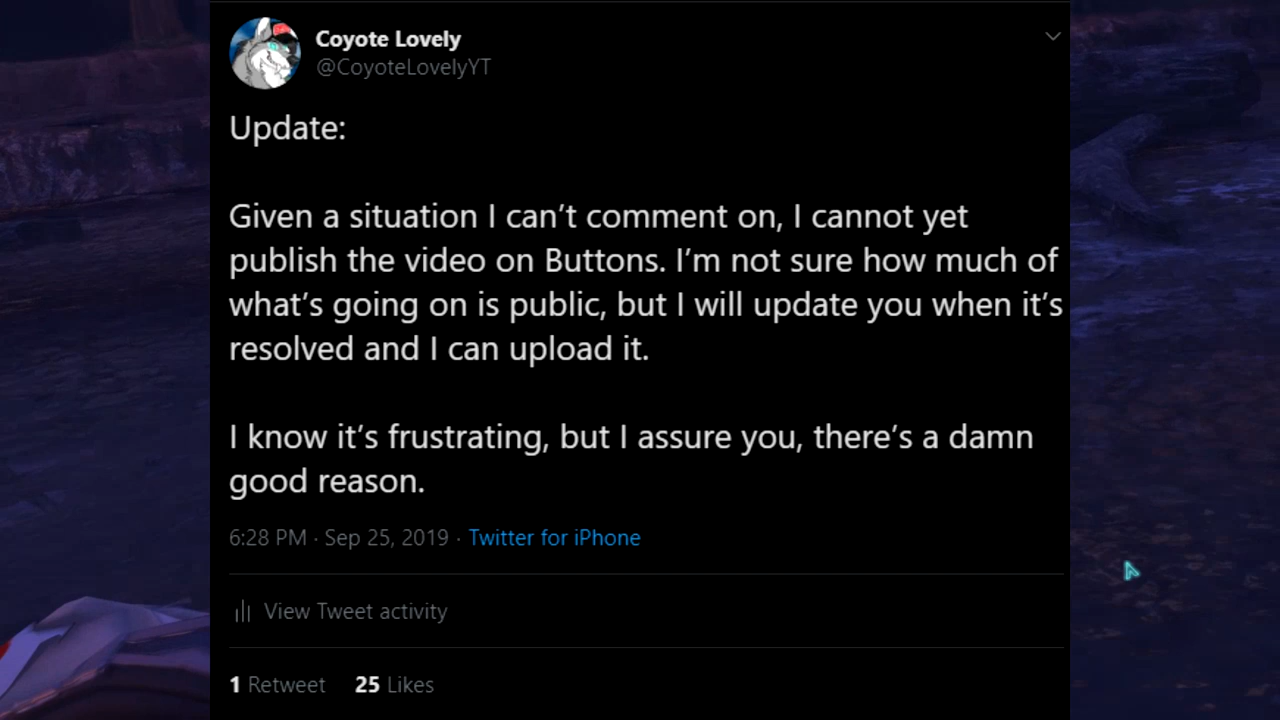 Coyote Lovely
@CoyoteLovelyYT
Update:
Given a situation I can’t comment on, I cannot yet
publish the video on Buttons. I’m not sure how much of
what’s going on is public, but I will update you when it’s
resolved and I can upload it.
I know it’s frustrating, but I assure you, there’s a damn
good reason.
6:28 PM · Sep 25, 2019 · Twitter for iPhone
View Tweet activity
1 Retweet 25 Likes